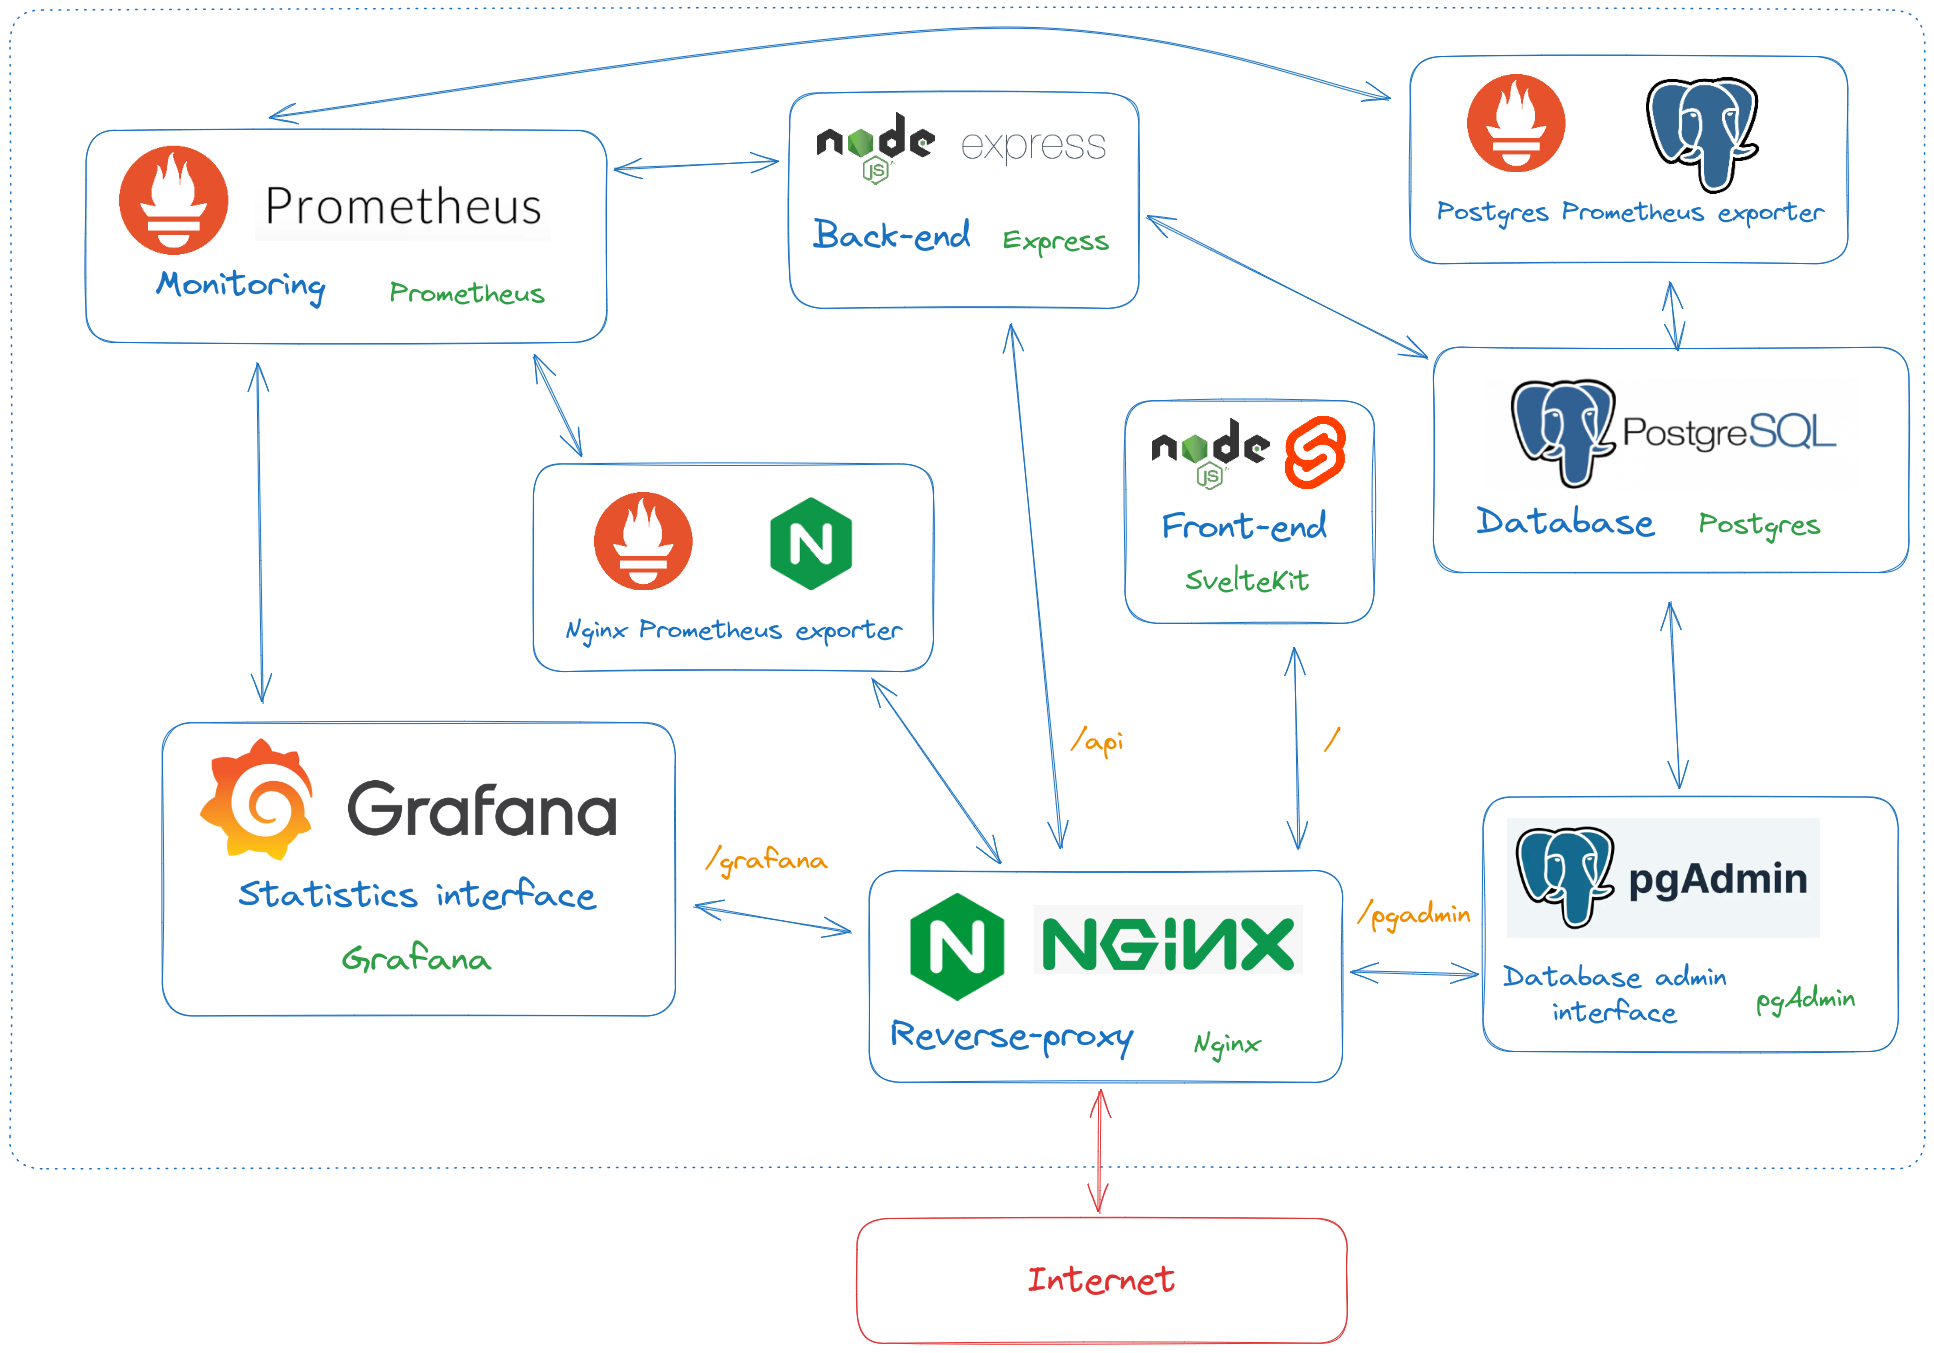 Prometheus
Monitoring
Prometheus
node
JS
express
Back-end
Express
Postgres Prometheus exporter
Nginx Prometheus exporter
node
JS
Front-end
SvelteKit
PostgreSQL
Database
Postgres
/api
/
Grafana
Statistics interface
Grafana
/grafana
NGINX
Reverse-proxy
Nginx
/pgadmin
pgAdmin
Database admin
interface
pgAdmin
Internet